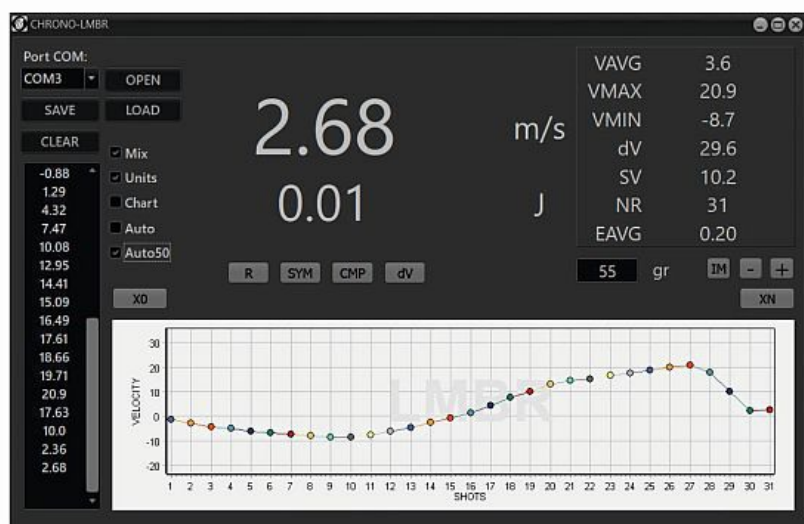 CHRONO-LMBR
Port COM:
COM3 OPEN
SAVE LOAD
CLEAR
Mix
Units
Chart
Auto
Auto50
-0.88
1.29
4.32
7.47
10.08
12.95
14.41
15.09
16.49
17.61
18.66
19.71
20.9
17.63
10.0
2.36
2.68
2.68 m/s
0.01 J
R SYM CMP dV
VAVG 3.6
VMAX 20.9
VMIN -8.7
dV 29.6
SV 10.2
NR 31
EAVG 0.20
55 gr IM - +
X0 XN
VELOCITY
30
20
10
0
-10
-20
LMBR
1 2 3 4 5 6 7 8 9 10 11 12 13 14 15 16 17 18 19 20 21 22 23 24 25 26 27 28 29 30 31
SHOTS